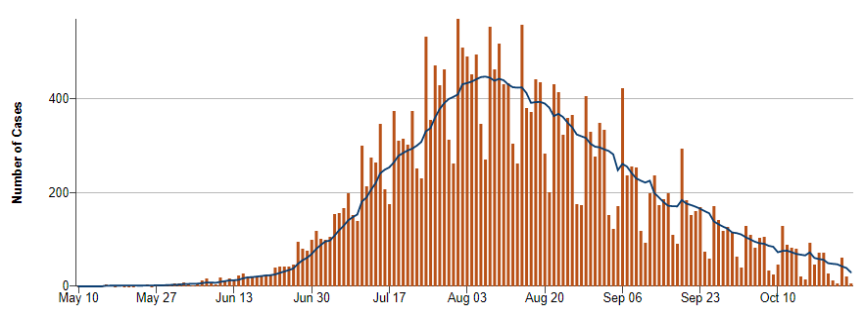 Number of Cases
400
200
0
May 10
May 27
Jun 13
Jun 30
Jul 17
Aug 03
Aug 20
Sep 06
Sep 23
Oct 10